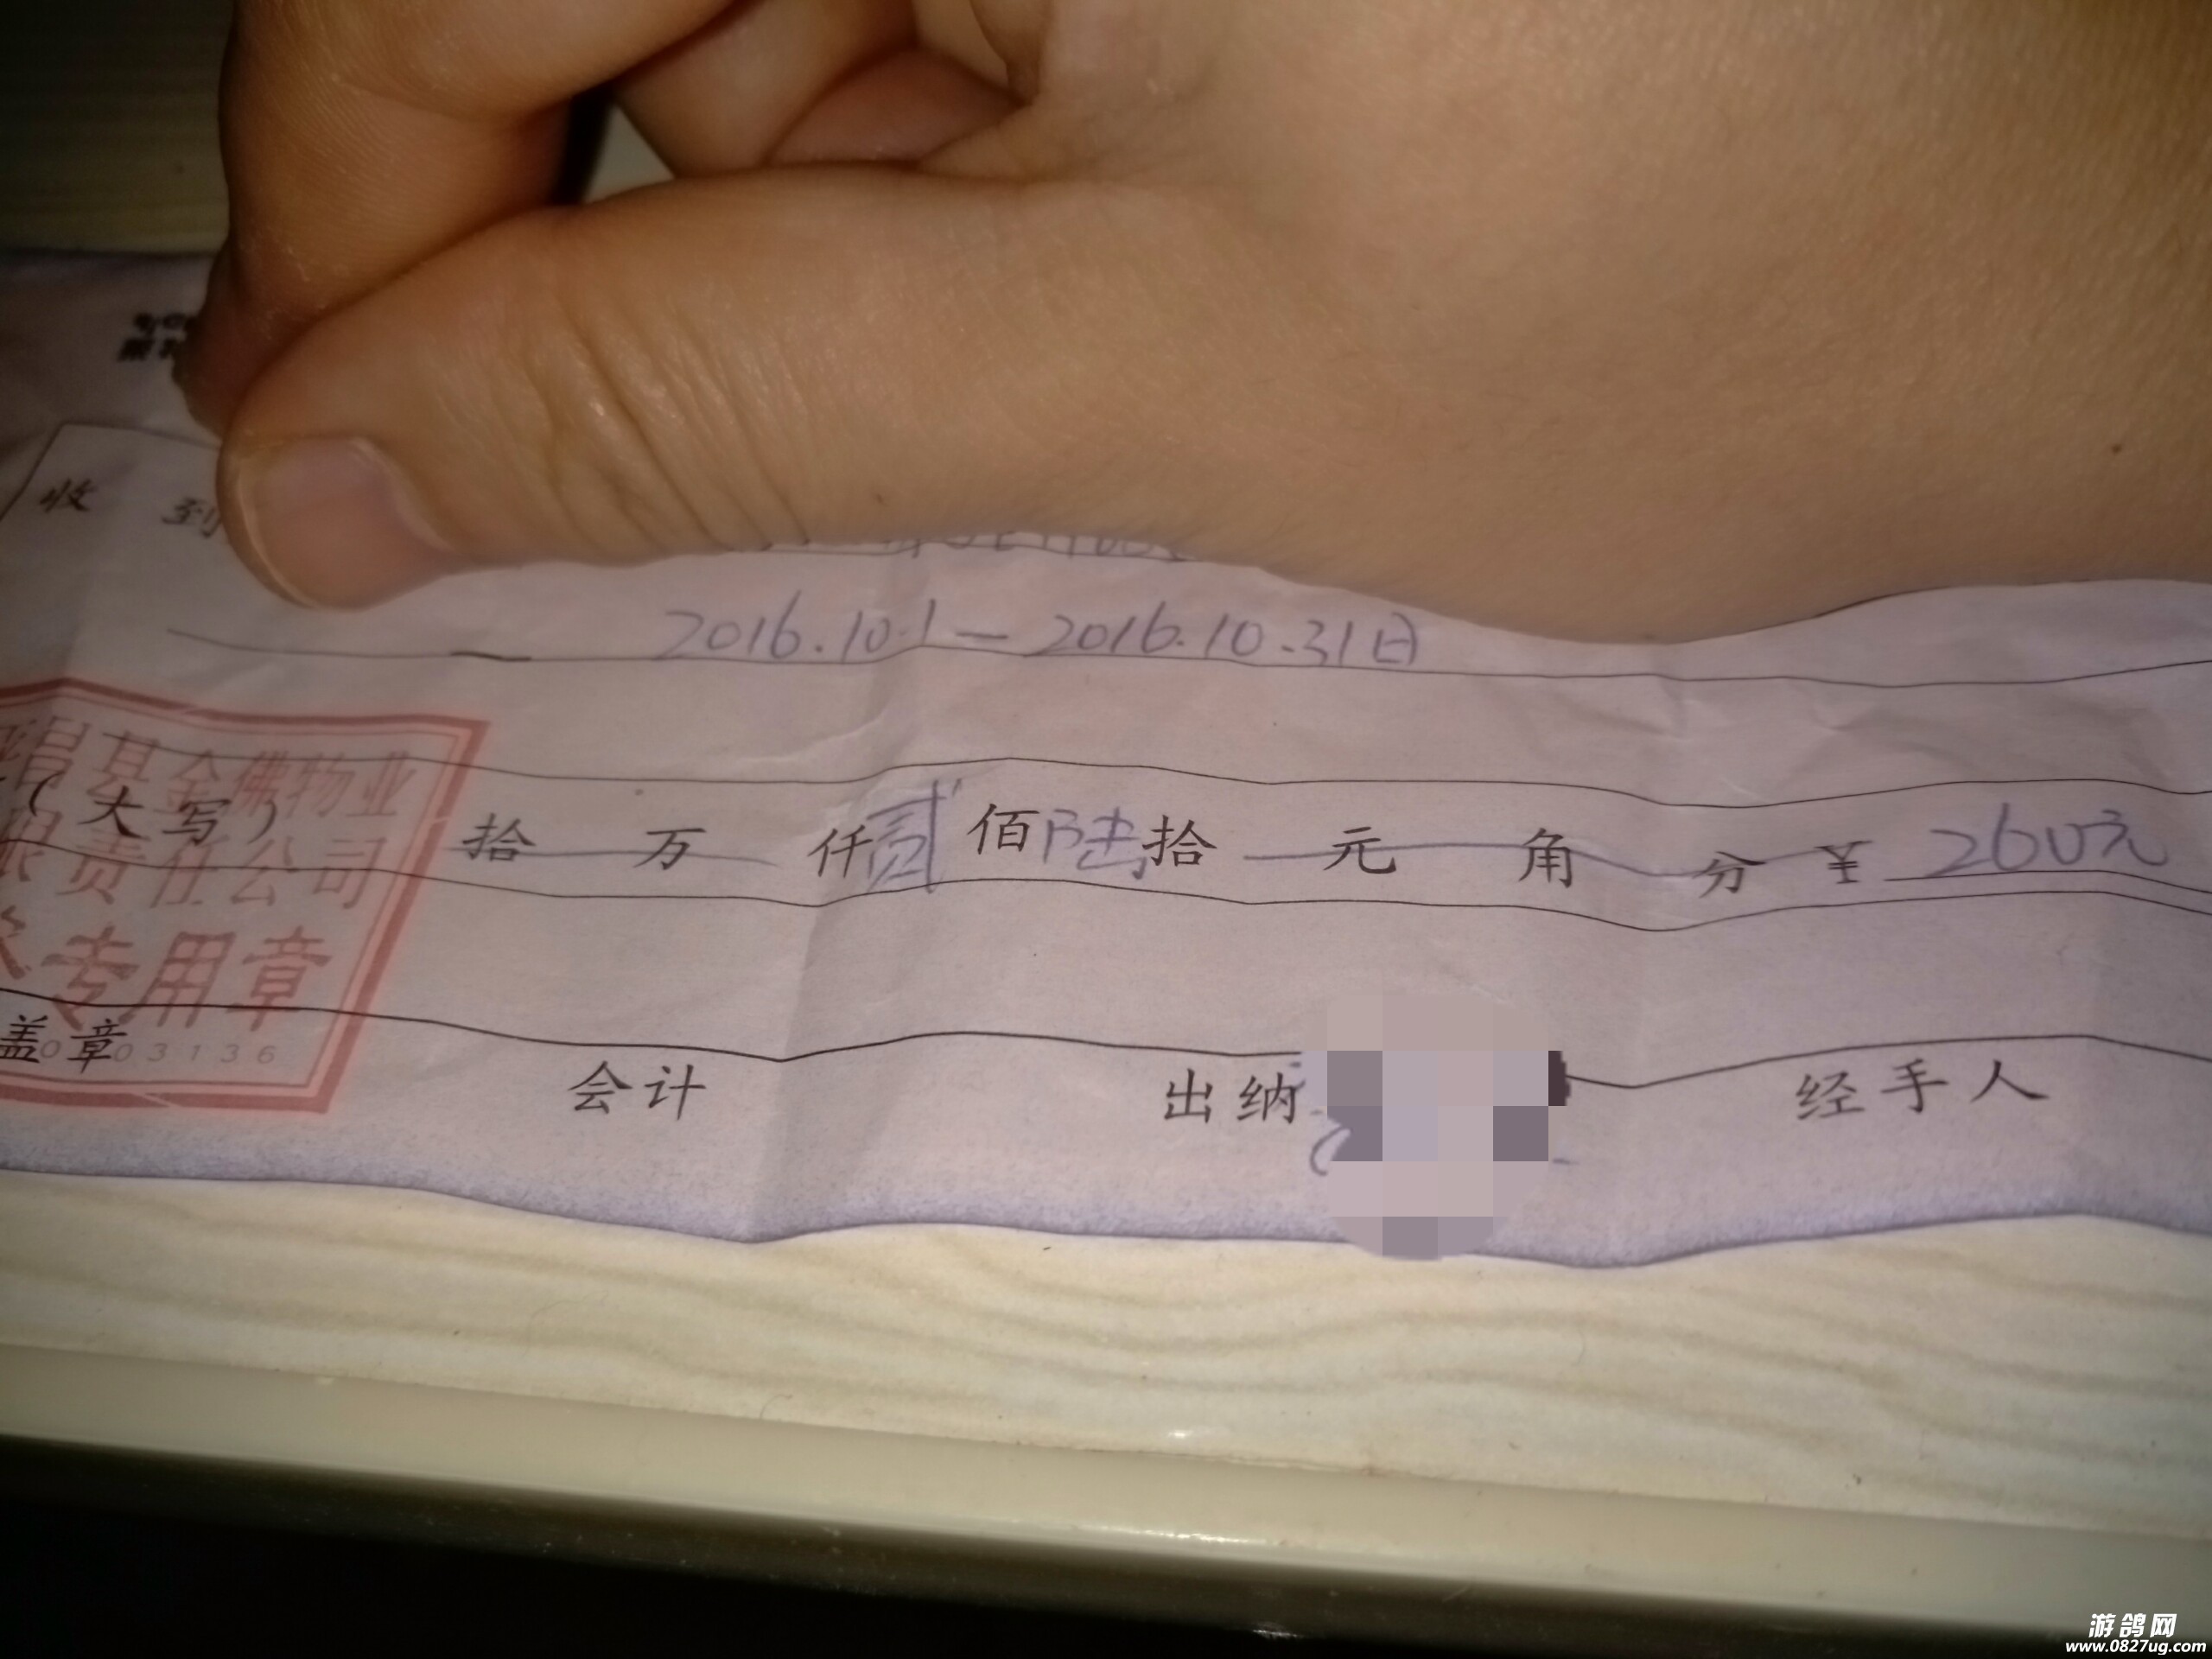 收 到
2016.10.1 — 2016.10.31日
昌县金佛物业
(大写) 拾 万 仟 贰 佰 陆 拾 元 角 分 ¥ 260元
限责任公司
专用章
盖章 03136
会计 出纳 经手人
游鸽网
www.0827ug.com